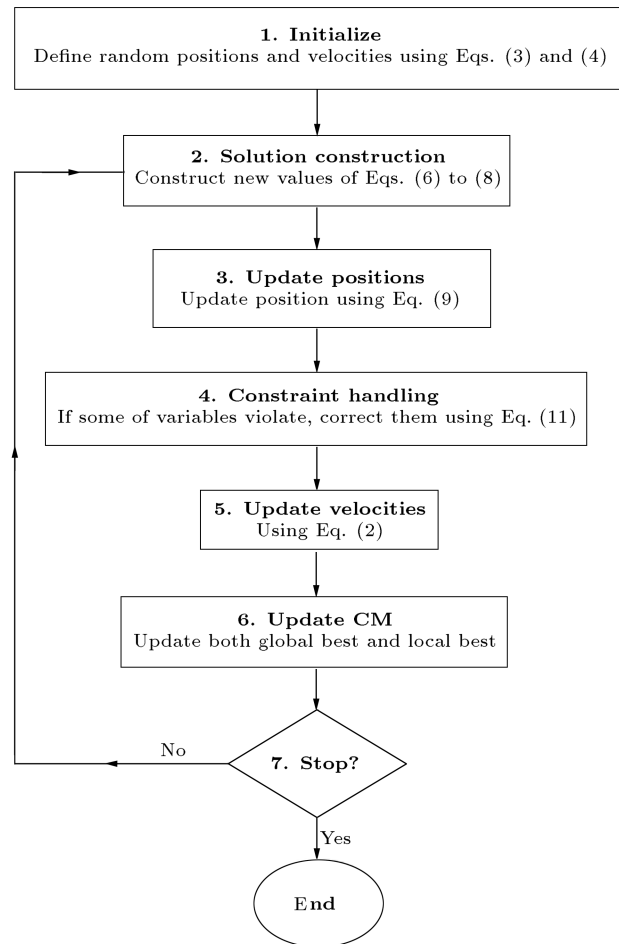 1. Initialize
Define random positions and velocities using Eqs. (3) and (4)
2. Solution construction
Construct new values of Eqs. (6) to (8)
3. Update positions
Update position using Eq. (9)
4. Constraint handling
If some of variables violate, correct them using Eq. (11)
5. Update velocities
Using Eq. (2)
6. Update CM
Update both global best and local best
No
7. Stop?
Yes
End